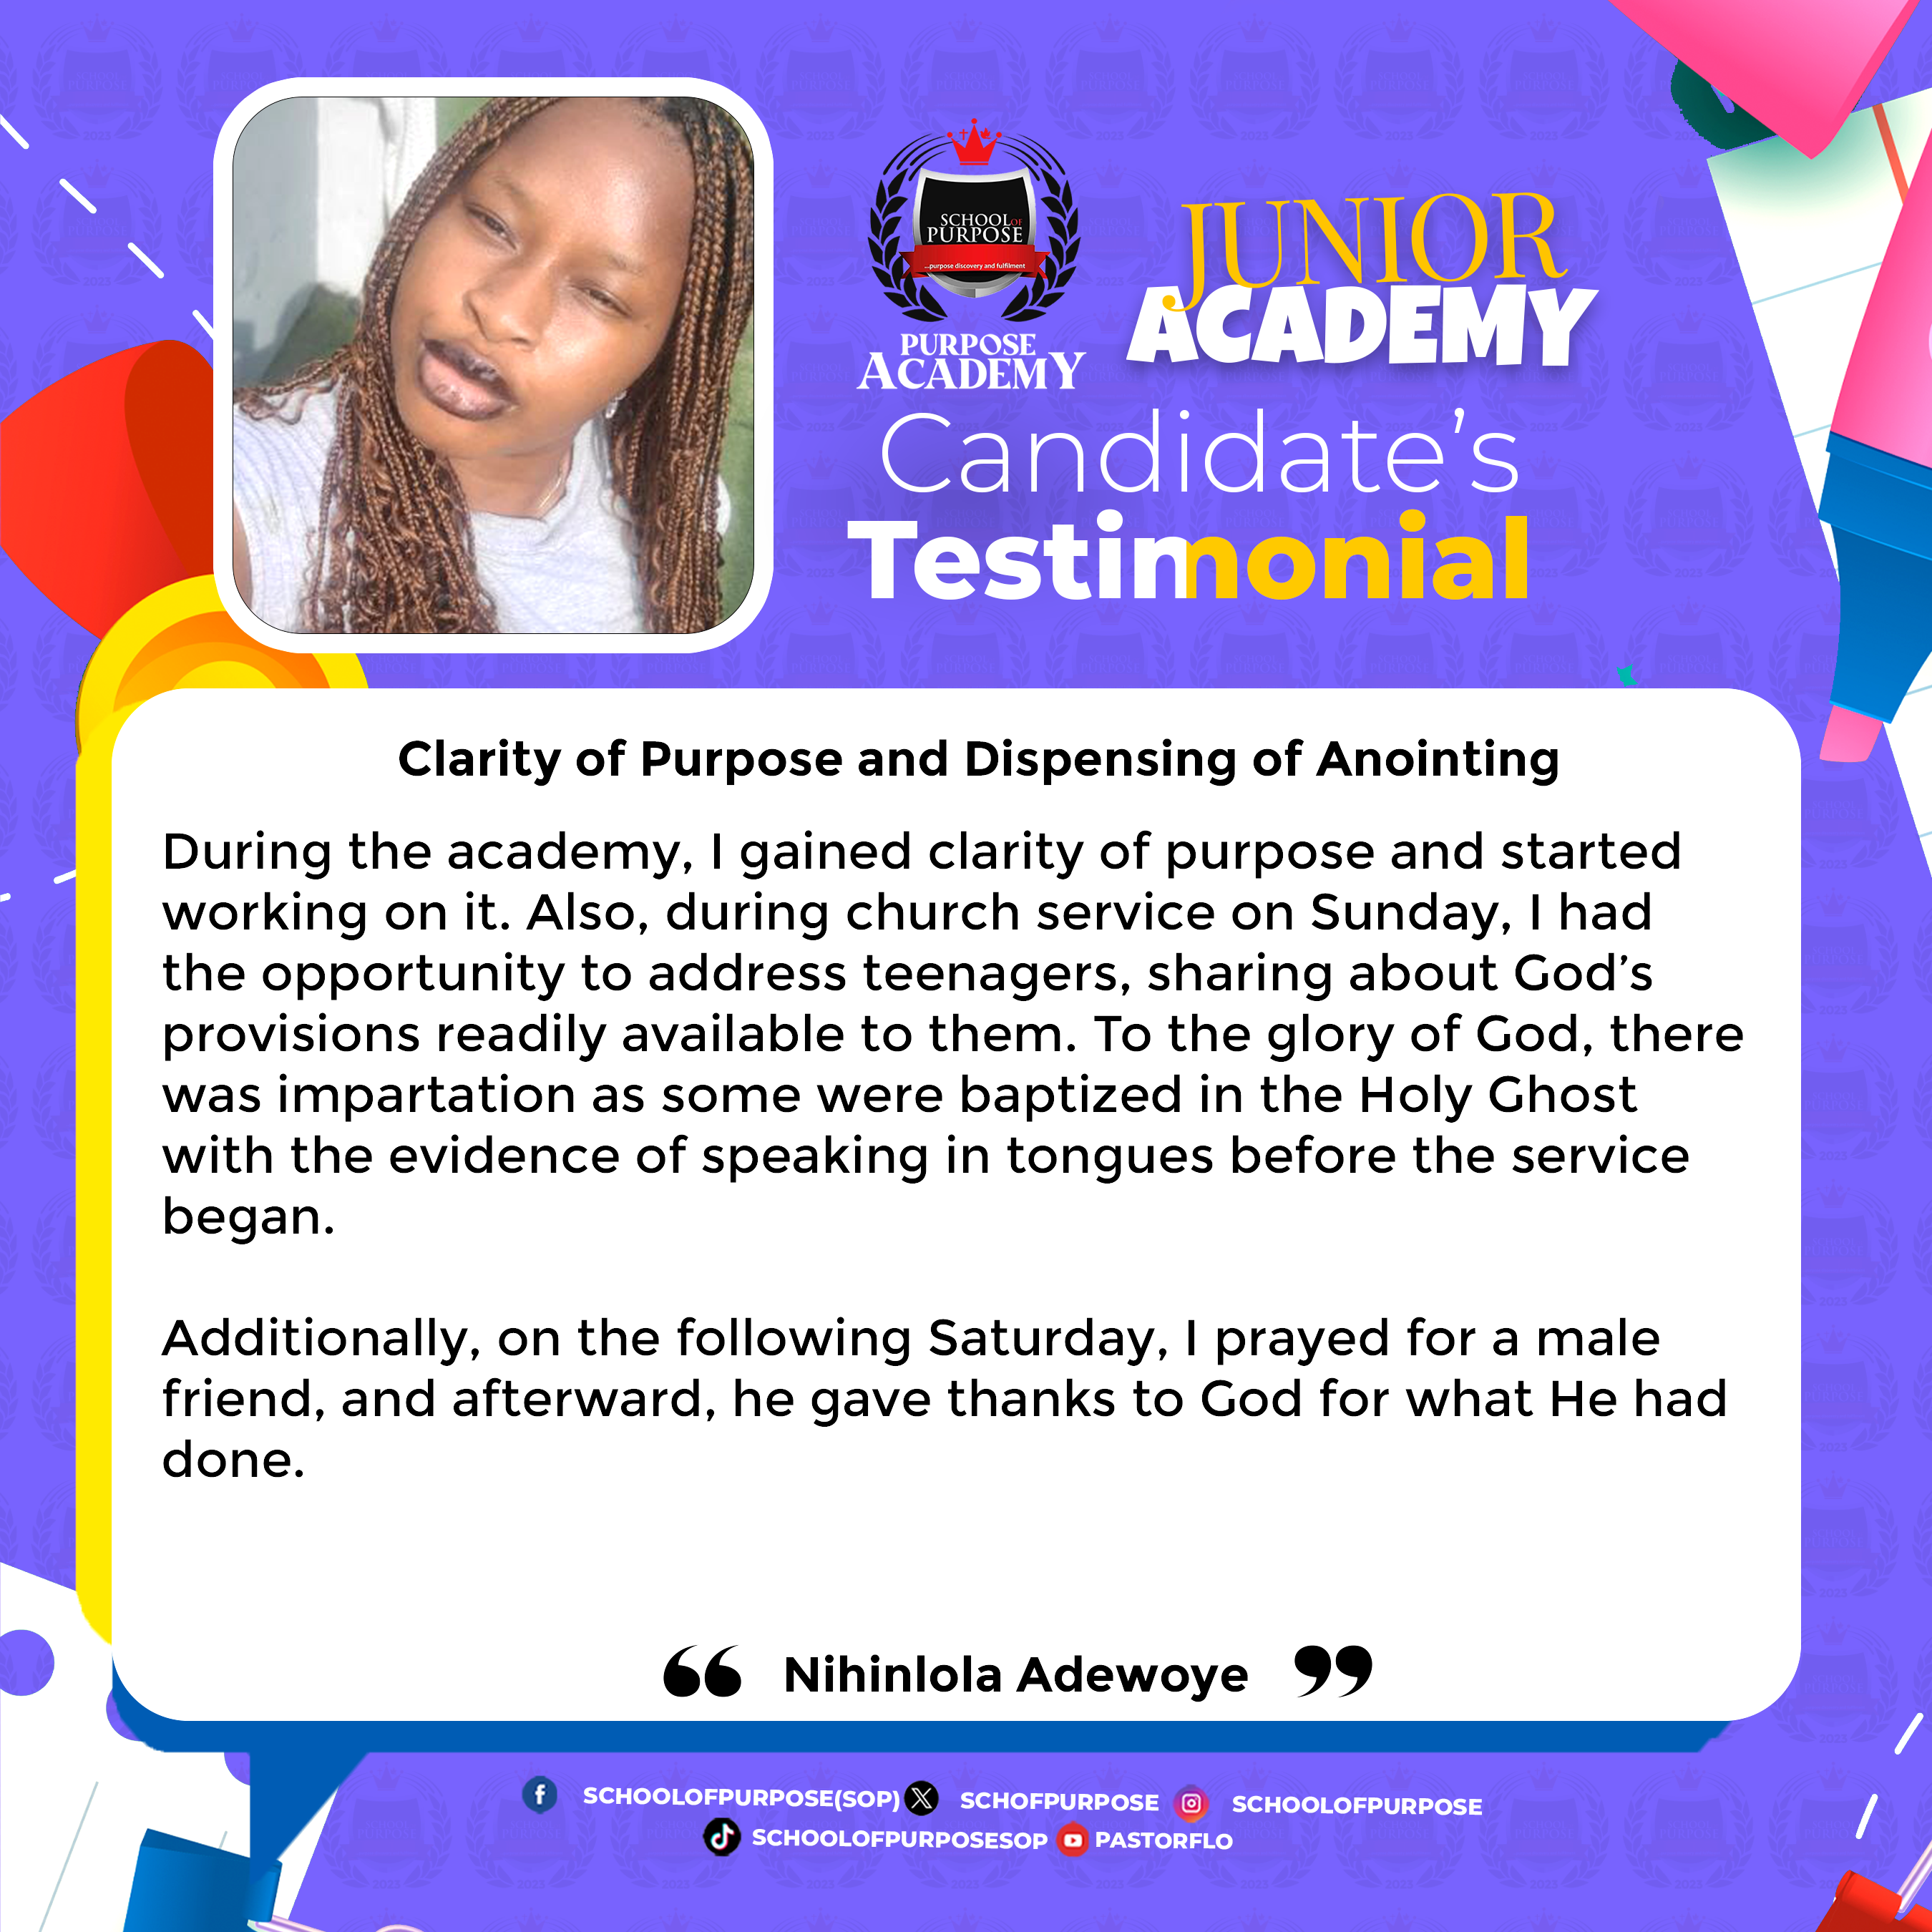 SCHOOL OF
PURPOSE
...purpose discovery and fulfilment
PURPOSE
ACADEMY
JUNIOR
ACADEMY
Candidate's
Testimonial
Clarity of Purpose and Dispensing of Anointing
During the academy, I gained clarity of purpose and started
working on it. Also, during church service on Sunday, I had
the opportunity to address teenagers, sharing about God's
provisions readily available to them. To the glory of God, there
was impartation as some were baptized in the Holy Ghost
with the evidence of speaking in tongues before the service
began.
Additionally, on the following Saturday, I prayed for a male
friend, and afterward, he gave thanks to God for what He had
done.
“ Nihinlola Adewoye ”
SCHOOLOFPURPOSE(SOP) SCHOFPURPOSE SCHOOLOFPURPOSE
SCHOOLOFPURPOSESOP PASTORFLO